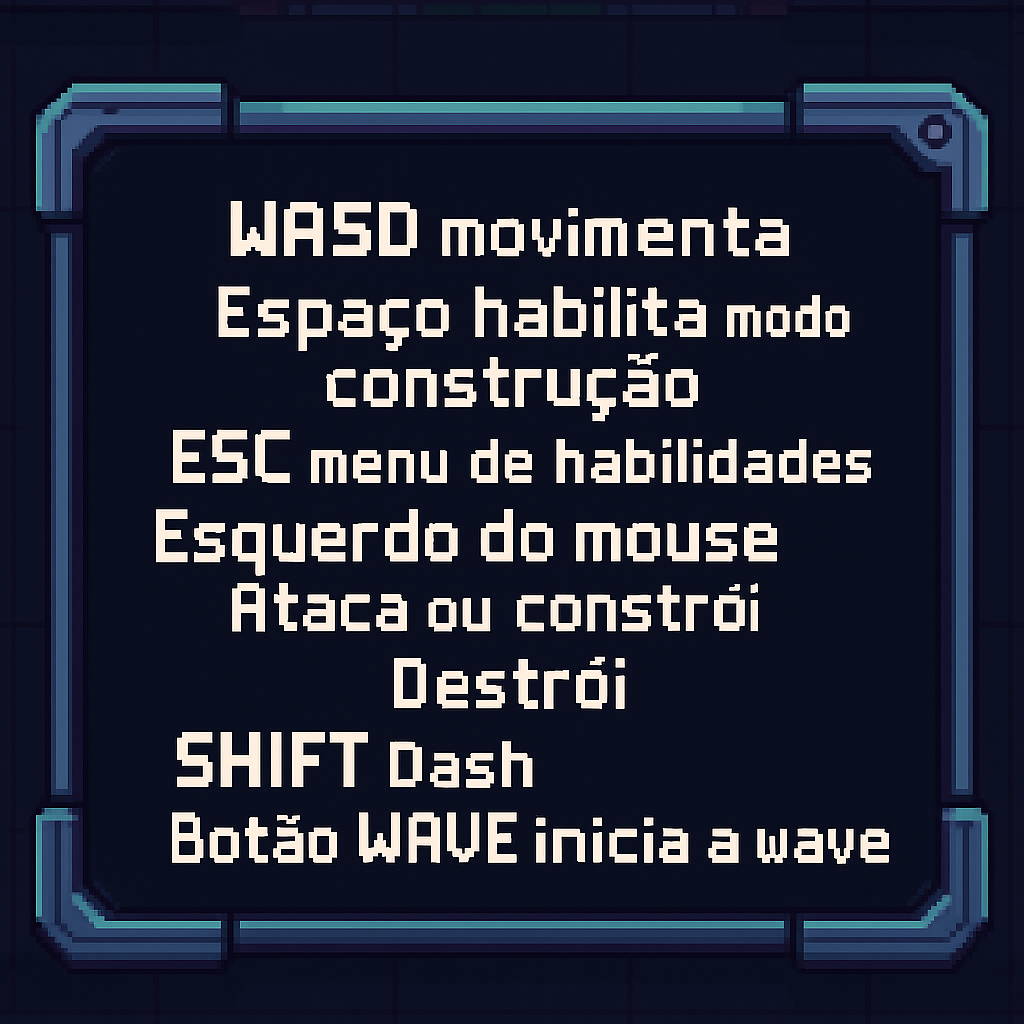 WASD movimenta
Espaço habilita modo
construção
ESC menu de habilidades
Esquerdo do mouse
Ataca ou constrói
Destrói
SHIFT Dash
Botão WAVE inicia a wave